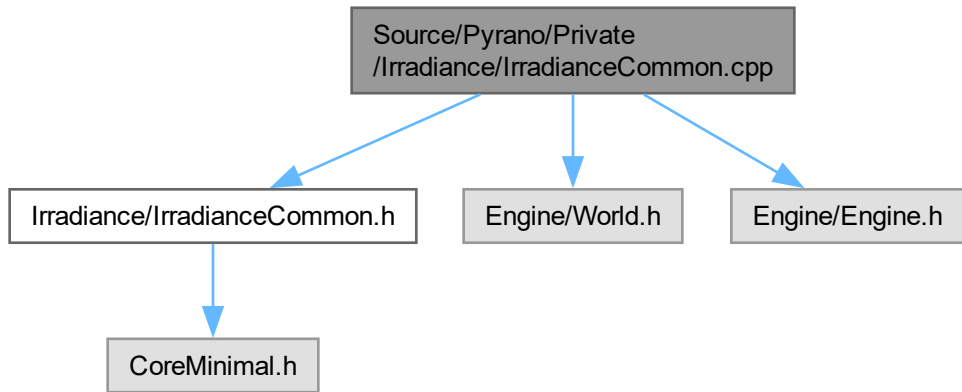 Source/Pyrano/Private
/Irradiance/IrradianceCommon.cpp
Irradiance/IrradianceCommon.h
Engine/World.h
Engine/Engine.h
CoreMinimal.h